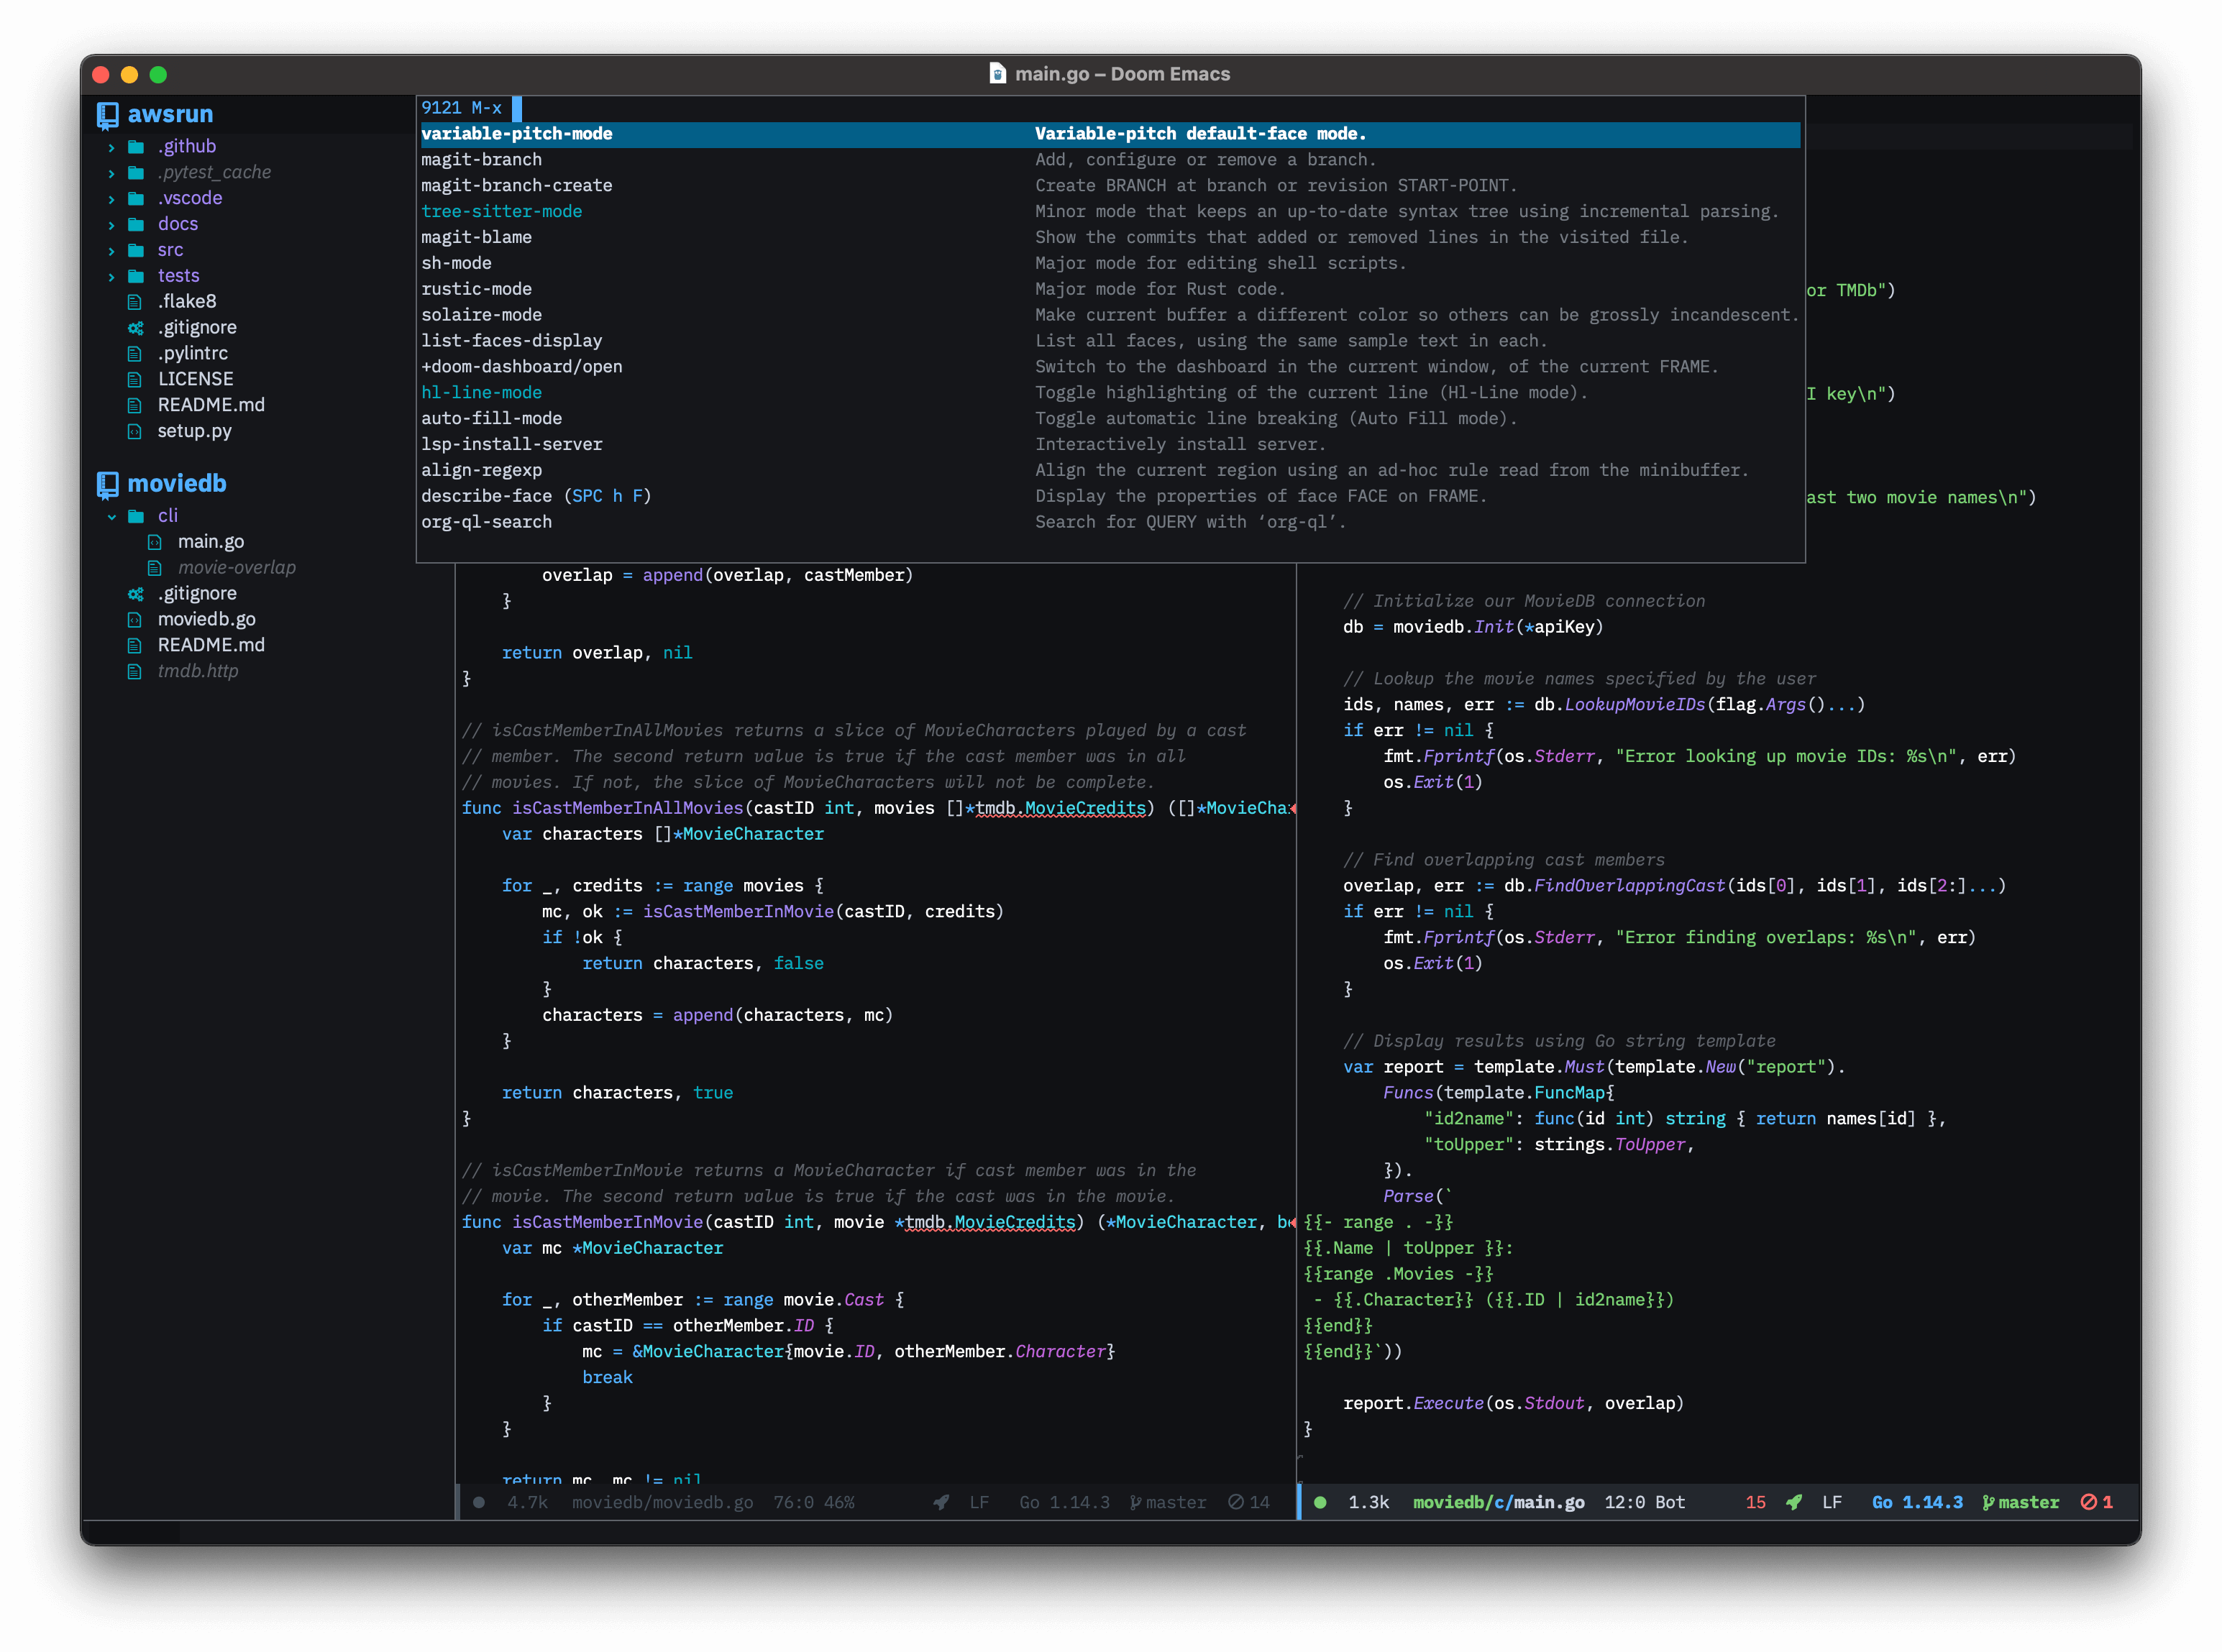 main.go – Doom Emacs
awsrun
.github
.pytest_cache
.vscode
docs
src
tests
.flake8
.gitignore
.pylintrc
LICENSE
README.md
setup.py
moviedb
cli
main.go
movie-overlap
.gitignore
moviedb.go
README.md
tmdb.http
9121 M-x
variable-pitch-mode Variable-pitch default-face mode.
magit-branch Add, configure or remove a branch.
magit-branch-create Create BRANCH at branch or revision START-POINT.
tree-sitter-mode Minor mode that keeps an up-to-date syntax tree using incremental parsing.
magit-blame Show the commits that added or removed lines in the visited file.
sh-mode Major mode for editing shell scripts.
rustic-mode Major mode for Rust code.
solaire-mode Make current buffer a different color so others can be grossly incandescent.
list-faces-display List all faces, using the same sample text in each.
+doom-dashboard/open Switch to the dashboard in the current window, of the current FRAME.
hl-line-mode Toggle highlighting of the current line (Hl-Line mode).
auto-fill-mode Toggle automatic line breaking (Auto Fill mode).
lsp-install-server Interactively install server.
align-regexp Align the current region using an ad-hoc rule read from the minibuffer.
describe-face (SPC h F) Display the properties of face FACE on FRAME.
org-ql-search Search for QUERY with ‘org-ql’.
overlap = append(overlap, castMember)
}
return overlap, nil
}
// isCastMemberInAllMovies returns a slice of MovieCharacters played by a cast
// member. The second return value is true if the cast member was in all
// movies. If not, the slice of MovieCharacters will not be complete.
func isCastMemberInAllMovies(castID int, movies []*tmdb.MovieCredits) ([]*MovieCha
var characters []*MovieCharacter
for _, credits := range movies {
mc, ok := isCastMemberInMovie(castID, credits)
if !ok {
return characters, false
}
characters = append(characters, mc)
}
return characters, true
}
// isCastMemberInMovie returns a MovieCharacter if cast member was in the
// movie. The second return value is true if the cast was in the movie.
func isCastMemberInMovie(castID int, movie *tmdb.MovieCredits) (*MovieCharacter, b
var mc *MovieCharacter
for _, otherMember := range movie.Cast {
if castID == otherMember.ID {
mc = &MovieCharacter{movie.ID, otherMember.Character}
break
}
}
return mc, mc != nil
4.7k moviedb/moviedb.go 76:0 46% LF Go 1.14.3 master 14
or TMDb")
I key\n")
ast two movie names\n")
// Initialize our MovieDB connection
db = moviedb.Init(*apiKey)
// Lookup the movie names specified by the user
ids, names, err := db.LookupMovieIDs(flag.Args()...)
if err != nil {
fmt.Fprintf(os.Stderr, "Error looking up movie IDs: %s\n", err)
os.Exit(1)
}
// Find overlapping cast members
overlap, err := db.FindOverlappingCast(ids[0], ids[1], ids[2:]...)
if err != nil {
fmt.Fprintf(os.Stderr, "Error finding overlaps: %s\n", err)
os.Exit(1)
}
// Display results using Go string template
var report = template.Must(template.New("report").
Funcs(template.FuncMap{
"id2name": func(id int) string { return names[id] },
"toUpper": strings.ToUpper,
}).
Parse(`
{{- range . -}}
{{.Name | toUpper }}:
{{range .Movies -}}
- {{.Character}} ({{.ID | id2name}})
{{end}}
{{end}}`))
report.Execute(os.Stdout, overlap)
}
1.3k moviedb/c/main.go 12:0 Bot 15 LF Go 1.14.3 master 1